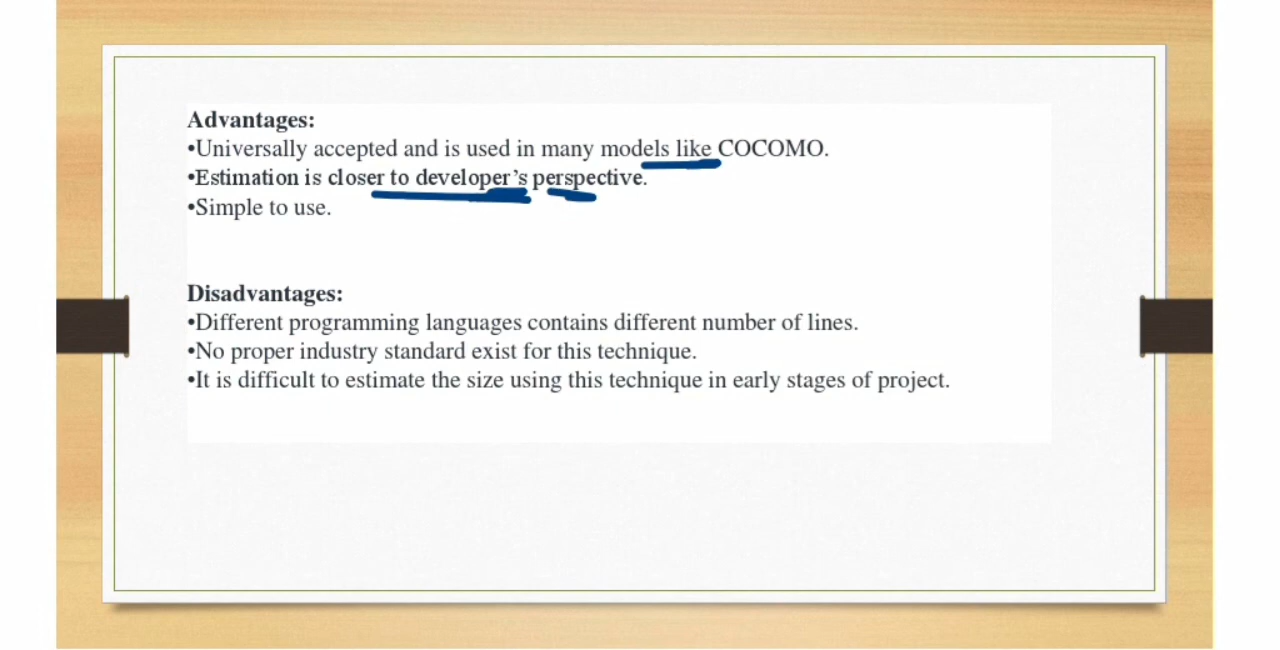 Advantages:
•Universally accepted and is used in many models like COCOMO.
•Estimation is closer to developer’s perspective.
•Simple to use.
Disadvantages:
•Different programming languages contains different number of lines.
•No proper industry standard exist for this technique.
•It is difficult to estimate the size using this technique in early stages of project.